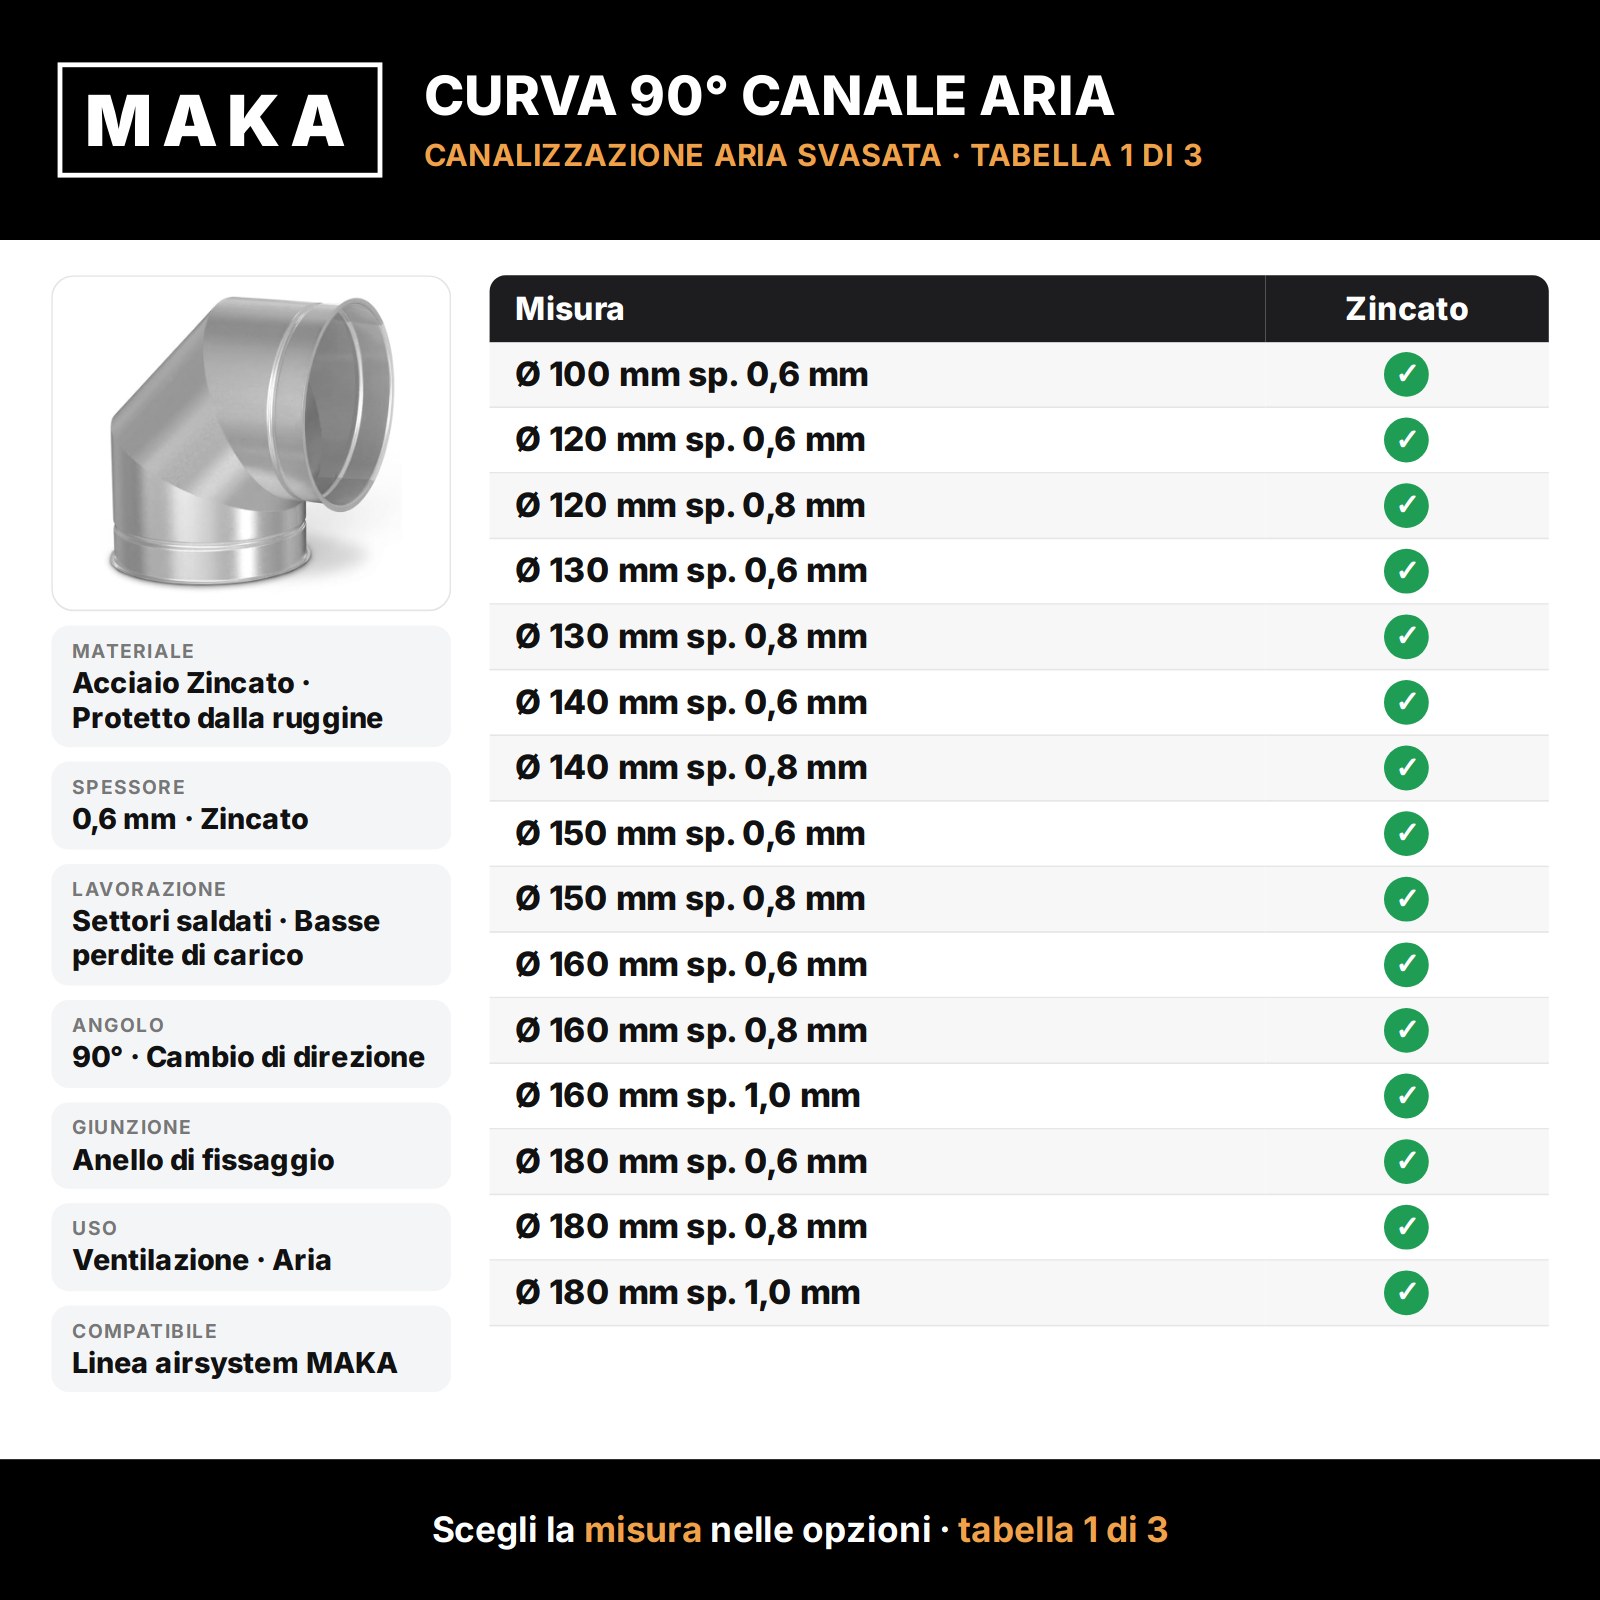 MAKA
CURVA 90° CANALE ARIA
CANALIZZAZIONE ARIA SVASATA · TABELLA 1 DI 3
MATERIALE
Acciaio Zincato ·
Protetto dalla ruggine
SPESSORE
0,6 mm · Zincato
LAVORAZIONE
Settori saldati · Basse
perdite di carico
ANGOLO
90° · Cambio di direzione
GIUNZIONE
Anello di fissaggio
USO
Ventilazione · Aria
COMPATIBILE
Linea airsystem MAKA
Misura Zincato
Ø 100 mm sp. 0,6 mm ✓
Ø 120 mm sp. 0,6 mm ✓
Ø 120 mm sp. 0,8 mm ✓
Ø 130 mm sp. 0,6 mm ✓
Ø 130 mm sp. 0,8 mm ✓
Ø 140 mm sp. 0,6 mm ✓
Ø 140 mm sp. 0,8 mm ✓
Ø 150 mm sp. 0,6 mm ✓
Ø 150 mm sp. 0,8 mm ✓
Ø 160 mm sp. 0,6 mm ✓
Ø 160 mm sp. 0,8 mm ✓
Ø 160 mm sp. 1,0 mm ✓
Ø 180 mm sp. 0,6 mm ✓
Ø 180 mm sp. 0,8 mm ✓
Ø 180 mm sp. 1,0 mm ✓
Scegli la misura nelle opzioni · tabella 1 di 3